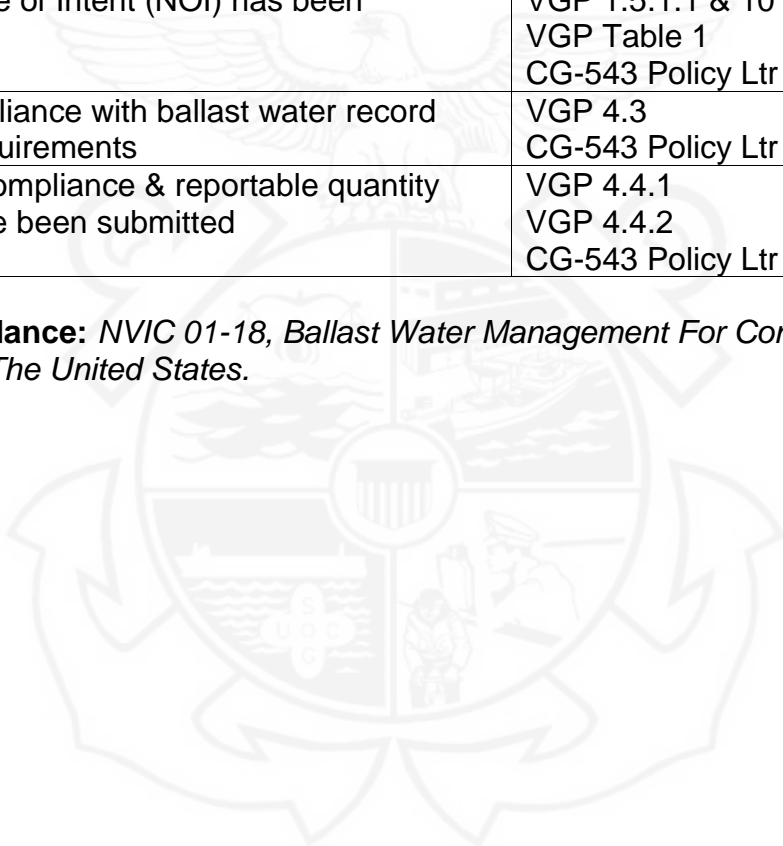 e of Intent (NOI) has been
VGP 1.5.1.1 & 10
VGP Table 1
CG-543 Policy Ltr
liance with ballast water record
uirements
VGP 4.3
CG-543 Policy Ltr
ompliance & reportable quantity
e been submitted
VGP 4.4.1
VGP 4.4.2
CG-543 Policy Ltr
dance: NVIC 01-18, Ballast Water Management For Con
The United States.
S
U O C
G